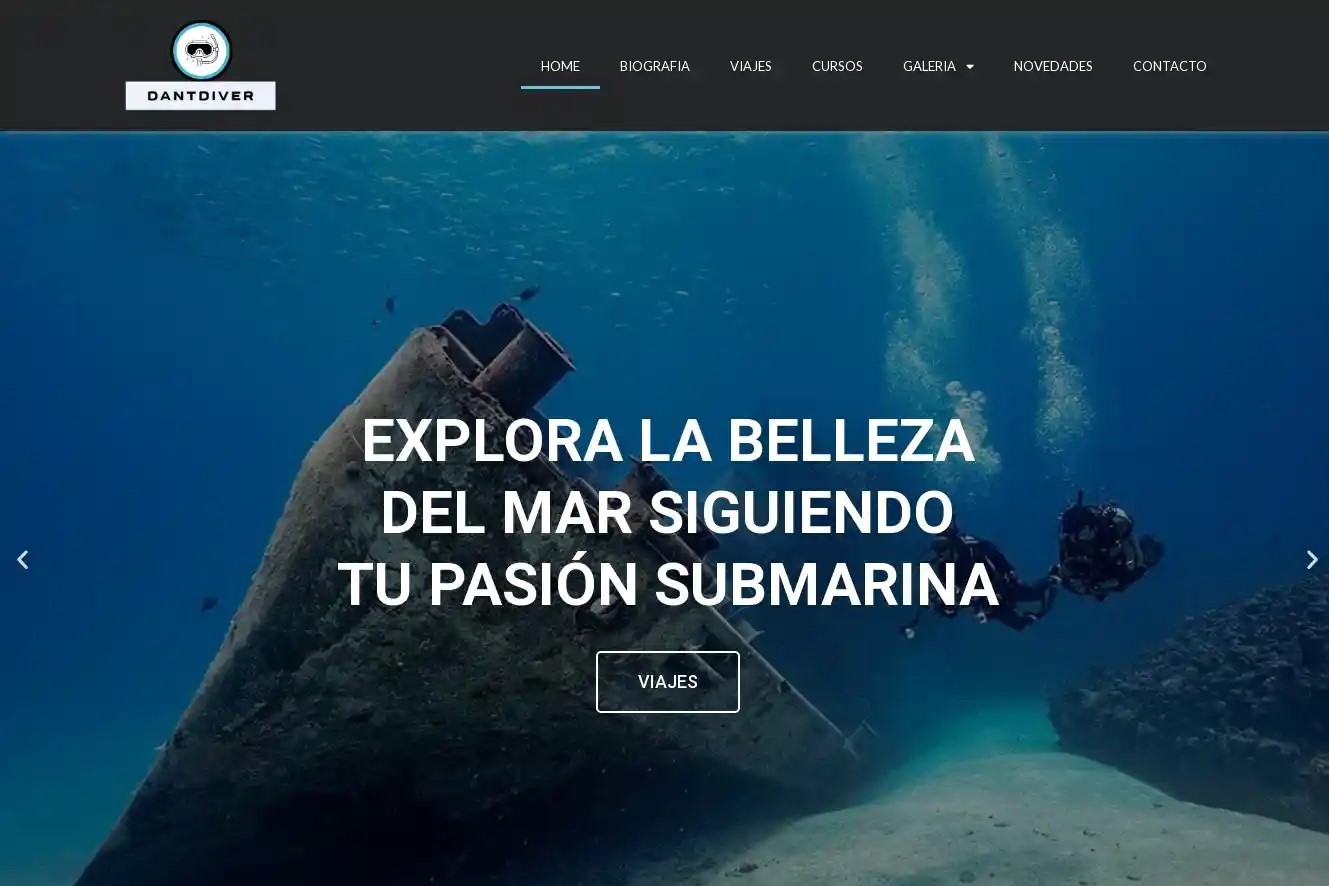 DANTDIVER
HOME BIOGRAFIA VIAJES CURSOS GALERIA NOVEDADES CONTACTO
EXPLORA LA BELLEZA
DEL MAR SIGUIENDO
TU PASIÓN SUBMARINA
VIAJES